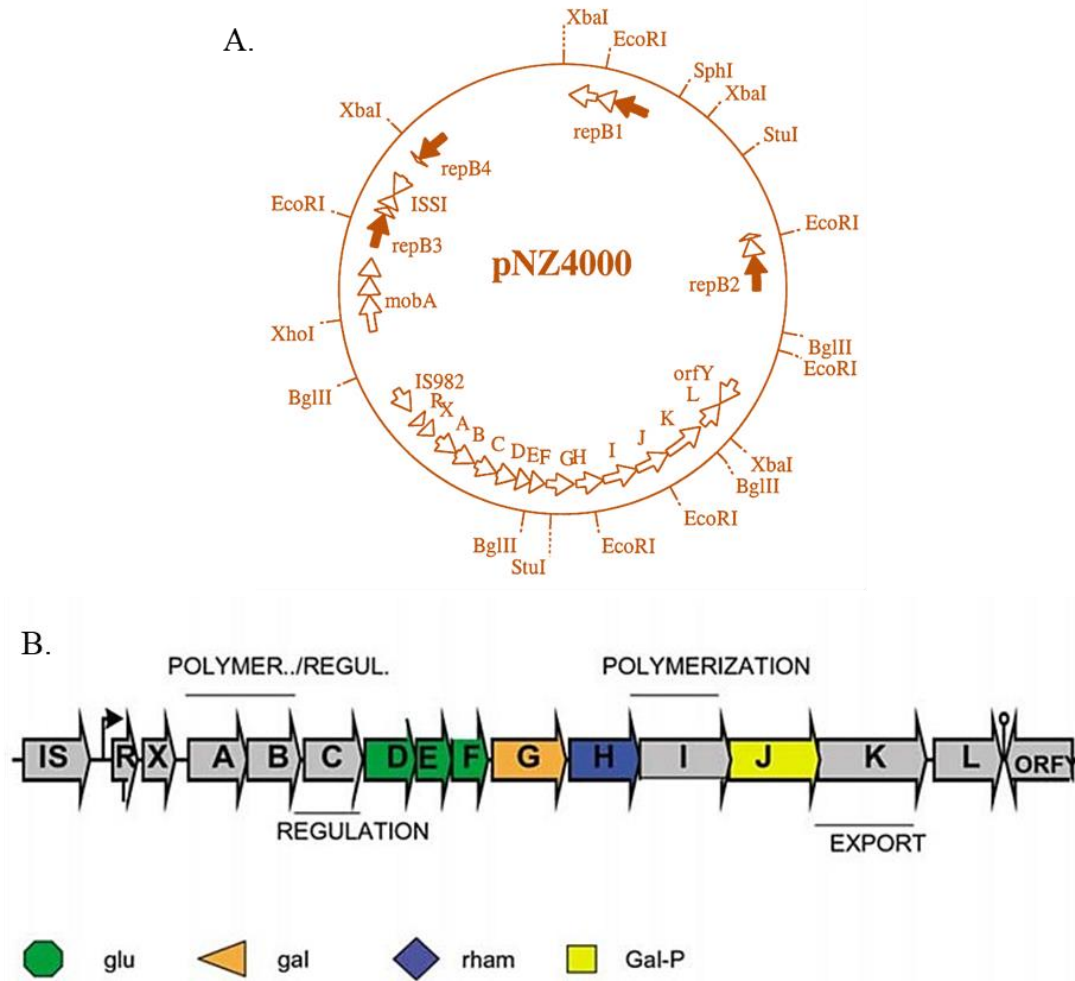 A.
XbaI
EcoRI
SphI
XbaI
StuI
EcoRI
BglII
EcoRI
XbaI
BglII
EcoRI
EcoRI
StuI
BglII
BglII
XhoI
EcoRI
XbaI
repB1
repB4
ISSI
repB3
mobA
pNZ4000
repB2
IS982
R
X
A
B
C
D
E
F
G
H
I
J
K
L
orfY
B.
POLYMER../REGUL.
POLYMERIZATION
IS R X A B C D E F G H I J K L ORFY
REGULATION
EXPORT
glu gal rham Gal-P